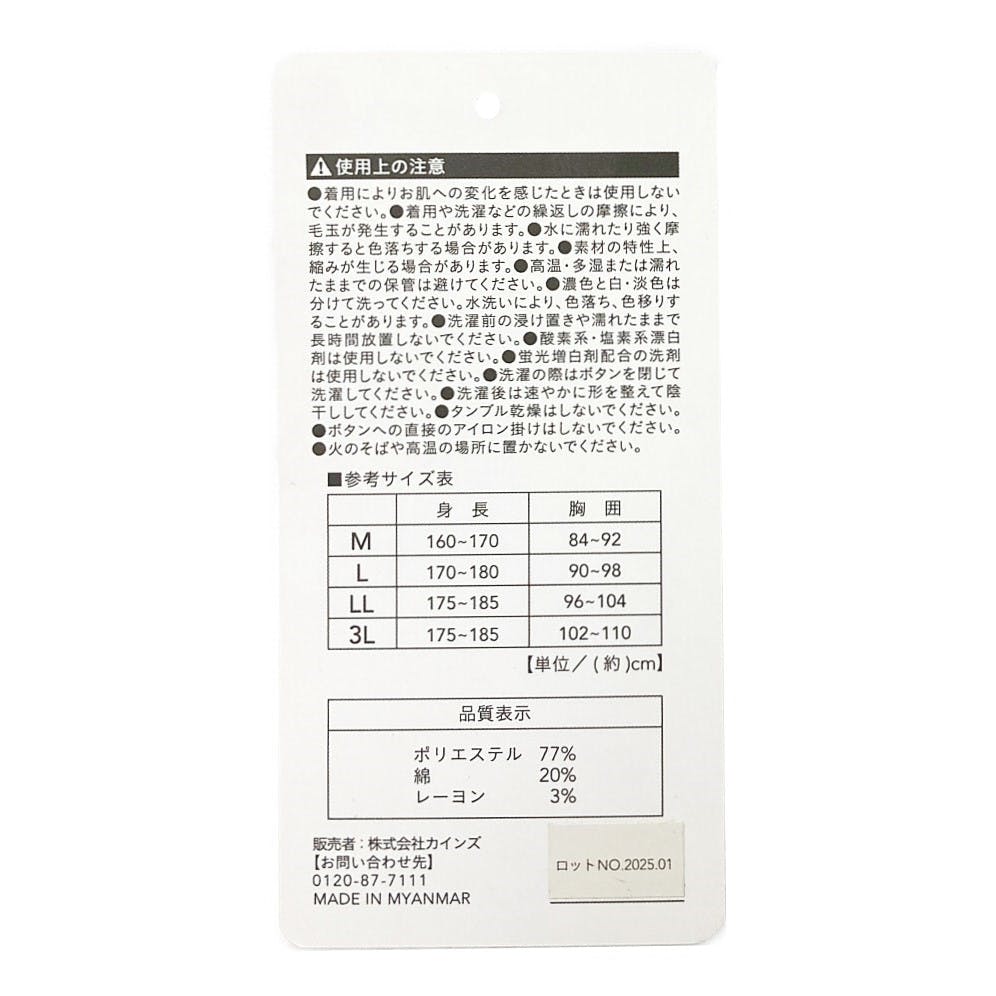 ⚠使用上の注意
●着用によりお肌への変化を感じたときは使用しない
でください。●着用や洗濯などの繰返しの摩擦により、
毛玉が発生することがあります。●水に濡れたり強く摩
擦すると色落ちする場合があります。●素材の特性上、
縮みが生じる場合があります。●高温・多湿または濡れ
たままでの保管は避けてください。●濃色と白・淡色は
分けて洗ってください。水洗いにより、色落ち、色移りす
ることがあります。●洗濯前の浸け置きや濡れたままで
長時間放置しないでください。●酸素系・塩素系漂白
剤は使用しないでください。●蛍光増白剤配合の洗剤
は使用しないでください。●洗濯の際はボタンを閉じて
洗濯してください。●洗濯後は速やかに形を整えて陰
干ししてください。●タンブル乾燥はしないでください。
●ボタンへの直接のアイロン掛けはしないでください。
●火のそばや高温の場所に置かないでください。
■参考サイズ表
身 長 胸 囲
M 160~170 84~92
L 170~180 90~98
LL 175~185 96~104
3L 175~185 102~110
【単位/(約)cm】
品質表示
ポリエステル 77%
綿 20%
レーヨン 3%
販売者:株式会社カインズ
【お問い合わせ先】
0120-87-7111
MADE IN MYANMAR
ロットNO.2025.01